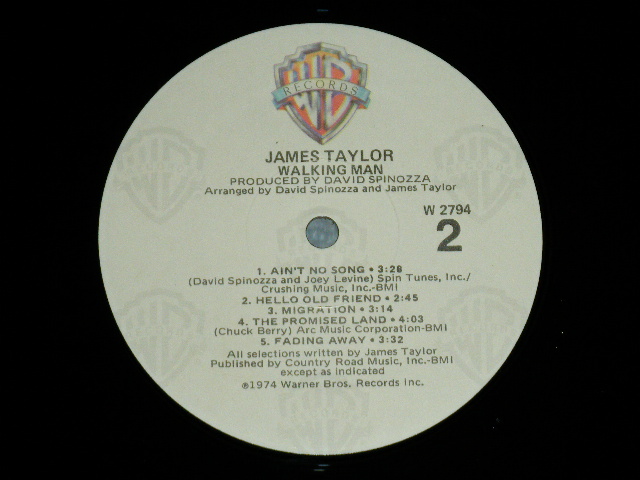 RECORDS
JAMES TAYLOR
WALKING MAN
PRODUCED BY DAVID SPINOZZA
Arranged by David Spinozza and James Taylor
W 2794
2
1. AIN'T NO SONG • 3:28
(David Spinozza and Joey Levine) Spin Tunes, Inc./
Crushing Music, Inc.-BMI
2. HELLO OLD FRIEND • 2:45
3. MIGRATION • 3:14
4. THE PROMISED LAND • 4:03
(Chuck Berry) Arc Music Corporation-BMI
5. FADING AWAY • 3:32
All selections written by James Taylor
Published by Country Road Music, Inc.-BMI
except as indicated
℗1974 Warner Bros. Records Inc.